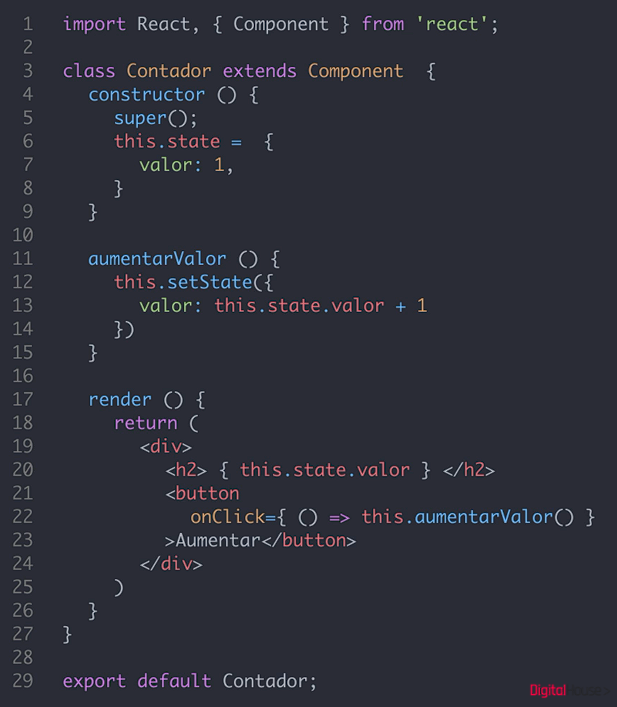 1 import React, { Component } from 'react';
2
3 class Contador extends Component  {
4   constructor () {
5     super();
6     this.state =  {
7       valor: 1,
8     }
9   }
10
11   aumentarValor () {
12     this.setState({
13       valor: this.state.valor + 1
14     })
15   }
16
17   render () {
18     return (
19       <div>
20         <h2> { this.state.valor } </h2>
21         <button
22           onClick={ () => this.aumentarValor() }
23         >Aumentar</button>
24       </div>
25     )
26   }
27 }
28
29 export default Contador;
Digital House